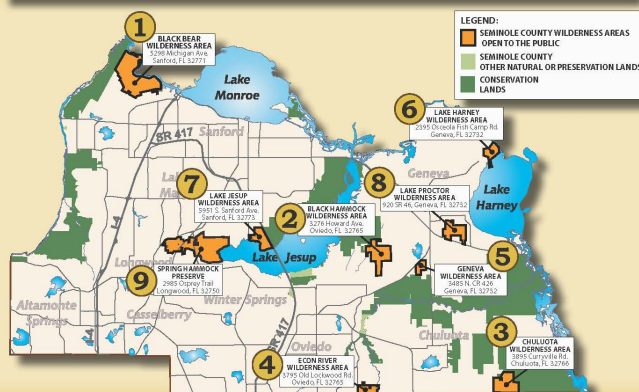 LEGEND:
SEMINOLE COUNTY WILDERNESS AREAS
OPEN TO THE PUBLIC
SEMINOLE COUNTY
OTHER NATURAL OR PRESERVATION LANDS
CONSERVATION
LANDS
1
BLACK BEAR
WILDERNESS AREA
5298 Michigan Ave.
Sanford, FL 32771
Lake
Monroe
SR 417
Sanford
6
LAKE HARNEY
WILDERNESS AREA
2395 Osceola Fish Camp Rd.
Geneva, FL 32732
Geneva
7
LAKE JESUP
WILDERNESS AREA
5951 S. Sanford Ave.
Sanford, FL 32773
8
LAKE PROCTOR
WILDERNESS AREA
920 SR 46, Geneva, FL 32732
Lake
Harney
2
BLACK HAMMOCK
WILDERNESS AREA
3276 Howard Ave.
Oviedo, FL 32765
I-4
Lake Jesup
Longwood
9
SPRING HAMMOCK
PRESERVE
2985 Osprey Trail
Longwood, FL 32750
5
GENEVA
WILDERNESS AREA
3485 N. CR 426
Geneva, FL 32732
Winter Springs
Altamonte
Springs
Casselberry
I-4
SR 417
Oviedo
Chuluota
3
CHULUOTA
WILDERNESS AREA
3895 Curryville Rd.
Chuluota, FL 32766
4
ECON RIVER
WILDERNESS AREA
3795 Old Lockwood Rd.
Oviedo, FL 32765